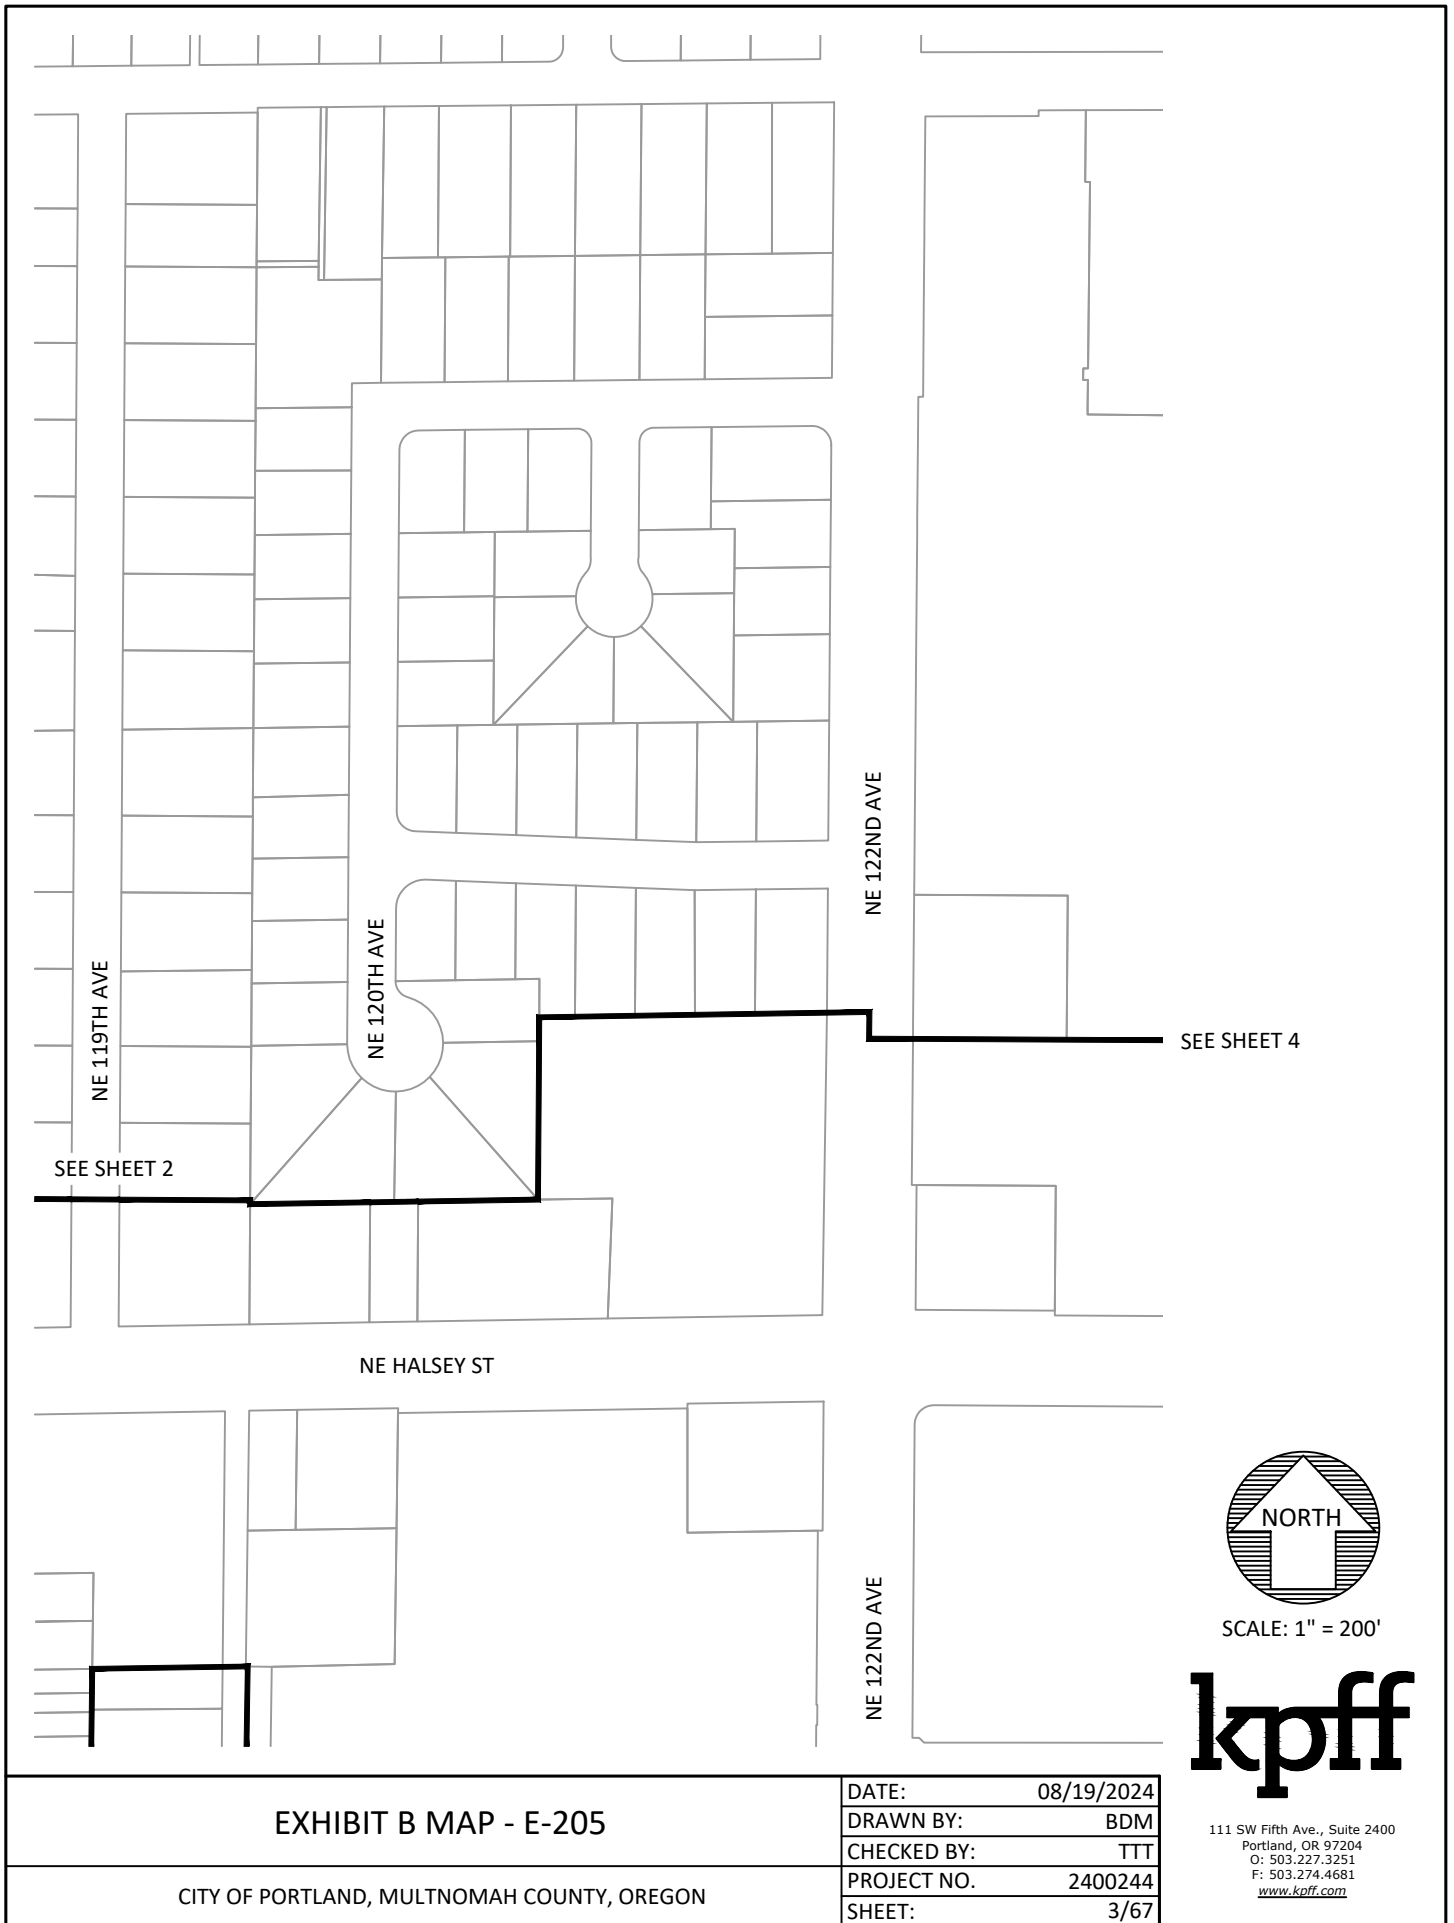 NE 122ND AVE
NE 120TH AVE
NE 119TH AVE
SEE SHEET 4
SEE SHEET 2
NE HALSEY ST
NORTH
NE 122ND AVE
SCALE: 1" = 200'
kpff
111 SW Fifth Ave., Suite 2400
Portland, OR 97204
O: 503.227.3251
F: 503.274.4681
www.kpff.com
EXHIBIT B MAP - E-205
CITY OF PORTLAND, MULTNOMAH COUNTY, OREGON
DATE: 08/19/2024
DRAWN BY: BDM
CHECKED BY: TTT
PROJECT NO. 2400244
SHEET: 3/67